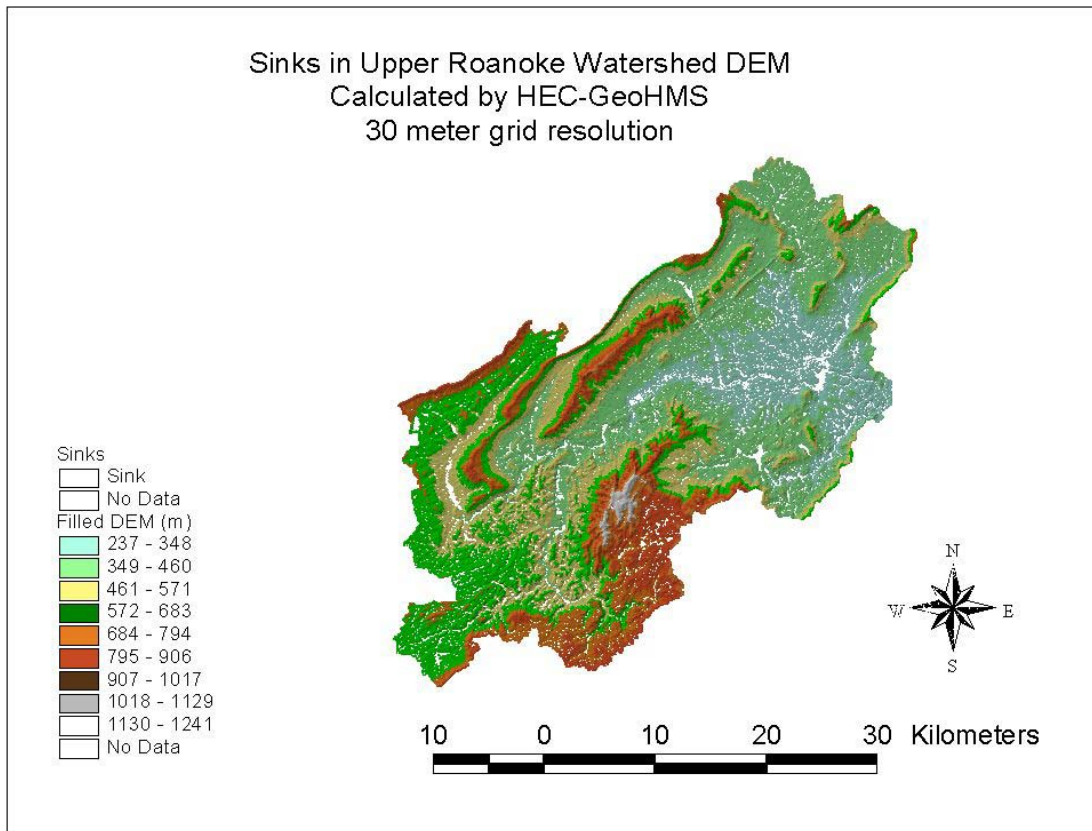 Sinks in Upper Roanoke Watershed DEM
Calculated by HEC-GeoHMS
30 meter grid resolution
Sinks
Sink
No Data
Filled DEM (m)
237 - 348
349 - 460
461 - 571
572 - 683
684 - 794
795 - 906
907 - 1017
1018 - 1129
1130 - 1241
No Data
N
W E
S
10 0 10 20 30 Kilometers